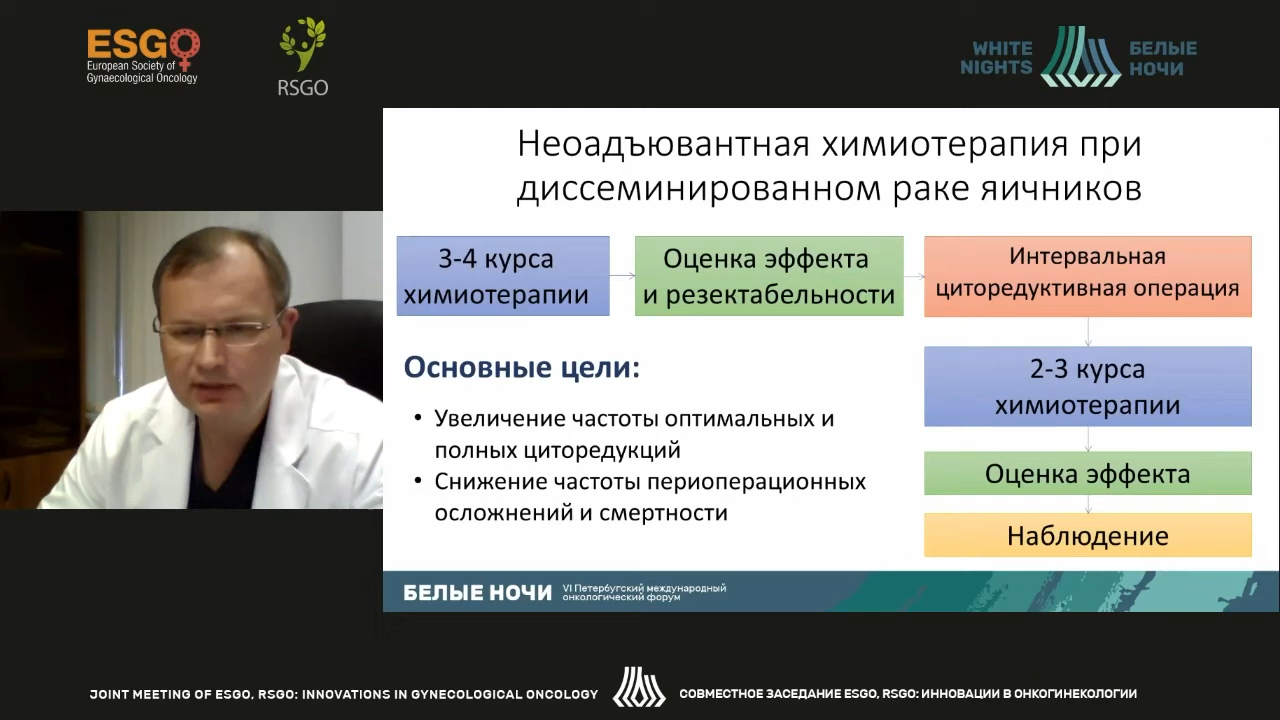 ESGO
European Society of
Gynaecological Oncology
RSGO
WHITE
NIGHTS
БЕЛЫЕ
НОЧИ
Неоадъювантная химиотерапия при
диссеминированном раке яичников
3-4 курса
химиотерапии
Оценка эффекта
и резектабельности
Интервальная
циторедуктивная операция
Основные цели:
• Увеличение частоты оптимальных и
полных циторедукций
• Снижение частоты периоперационных
осложнений и смертности
2-3 курса
химиотерапии
Оценка эффекта
Наблюдение
БЕЛЫЕ НОЧИ
VI Петербугский международный
онкологический форум
JOINT MEETING OF ESGO, RSGO: INNOVATIONS IN GYNECOLOGICAL ONCOLOGY
СОВМЕСТНОЕ ЗАСЕДАНИЕ ESGO, RSGO: ИННОВАЦИИ В ОНКОГИНЕКОЛОГИИ